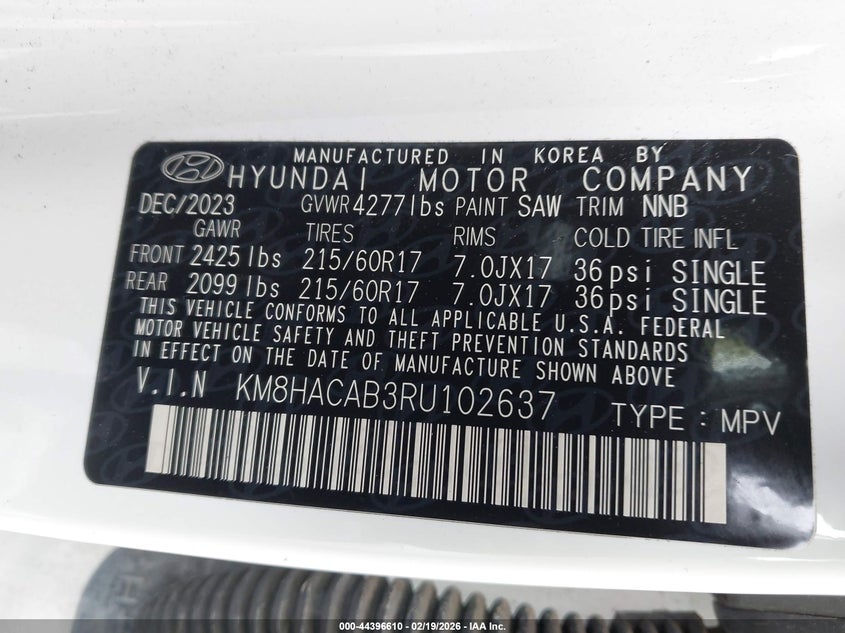 MANUFACTURED IN KOREA BY
HYUNDAI MOTOR COMPANY
DEC/2023 GVWR 4277lbs PAINT SAW TRIM NNB
GAWR TIRES RIMS COLD TIRE INFL
FRONT 2425lbs 215/60R17 7.0JX17 36psi SINGLE
REAR 2099lbs 215/60R17 7.0JX17 36psi SINGLE
THIS VEHICLE CONFORMS TO ALL APPLICABLE U.S.A. FEDERAL
MOTOR VEHICLE SAFETY AND THEFT PREVENTION STANDARDS
IN EFFECT ON THE DATE OF MANUFACTURE SHOWN ABOVE
V.I.N KM8HACAB3RU102637 TYPE : MPV
000-44396610 - 02/19/2026 - IAA Inc.